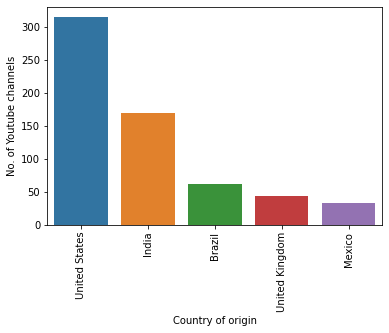 No. of Youtube channels
300
250
200
150
100
50
0
United States
India
Brazil
United Kingdom
Mexico
Country of origin